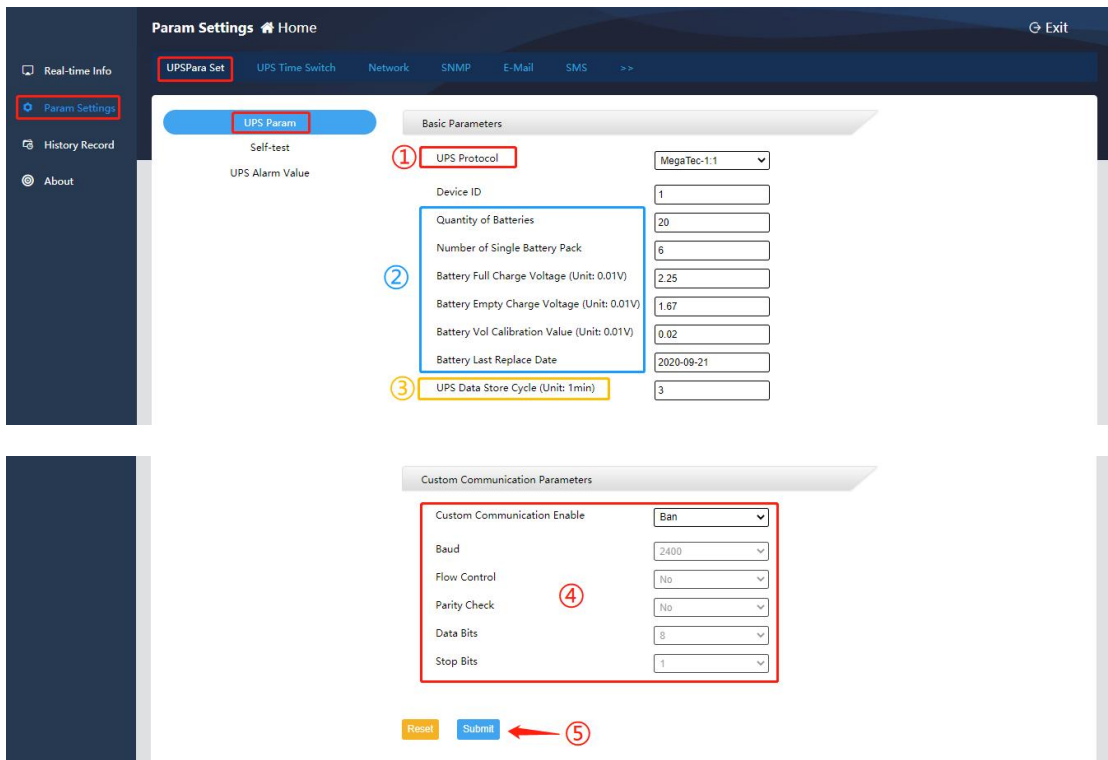 Param Settings Home Exit
Real-time Info
Param Settings
History Record
About
UPSPara Set UPS Time Switch Network SNMP E-Mail SMS >>
UPS Param
Self-test
UPS Alarm Value
Basic Parameters
① UPS Protocol MegaTec-1:1
Device ID 1
②
Quantity of Batteries 20
Number of Single Battery Pack 6
Battery Full Charge Voltage (Unit: 0.01V) 2.25
Battery Empty Charge Voltage (Unit: 0.01V) 1.67
Battery Vol Calibration Value (Unit: 0.01V) 0.02
Battery Last Replace Date 2020-09-21
③ UPS Data Store Cycle (Unit: 1min) 3
Custom Communication Parameters
Custom Communication Enable Ban
Baud 2400
Flow Control No
④
Parity Check No
Data Bits 8
Stop Bits 1
Reset Submit ⑤